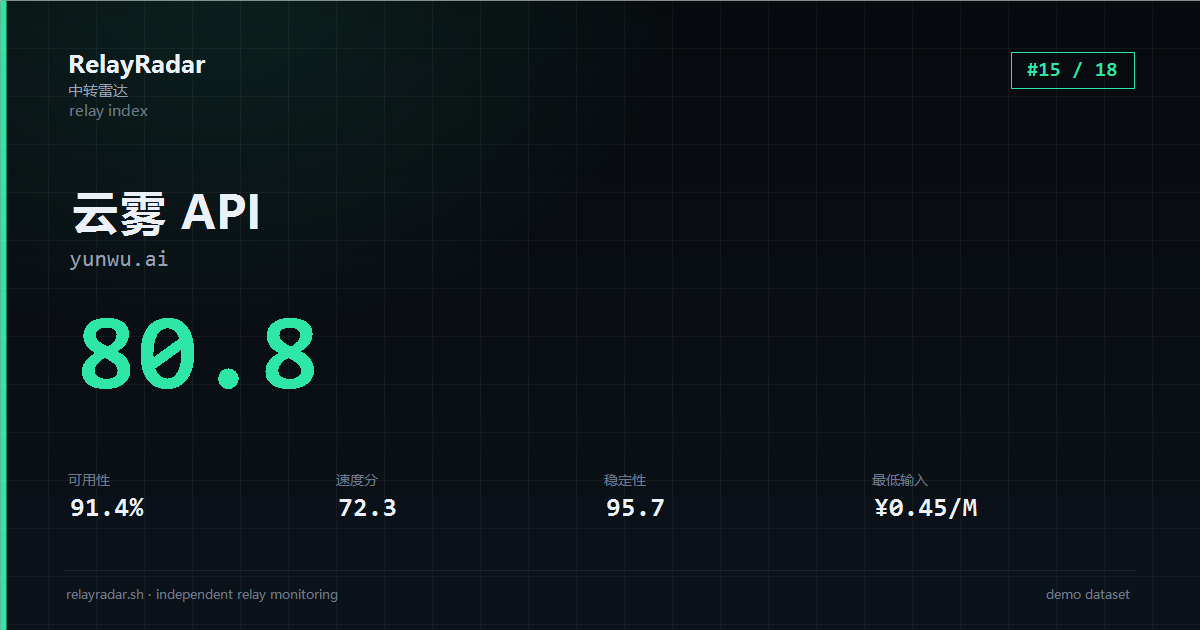 RelayRadar
中转雷达
relay index
#15 / 18
云雾 API
yunwu.ai
80.8
可用性
91.4%
速度分
72.3
稳定性
95.7
最低输入
¥0.45/M
relayradar.sh · independent relay monitoring
demo dataset